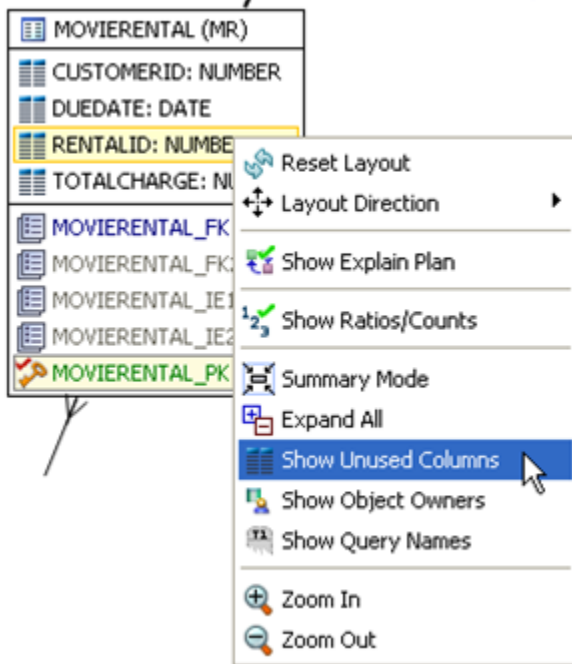 MOVIERENTAL (MR)
CUSTOMERID: NUMBER
DUEDATE: DATE
RENTALID: NUMBE
TOTALCHARGE: NU
MOVIERENTAL_FK
MOVIERENTAL_FK2
MOVIERENTAL_IE1
MOVIERENTAL_IE2
MOVIERENTAL_PK
Reset Layout
Layout Direction
Show Explain Plan
Show Ratios/Counts
Summary Mode
Expand All
Show Unused Columns
Show Object Owners
Show Query Names
Zoom In
Zoom Out